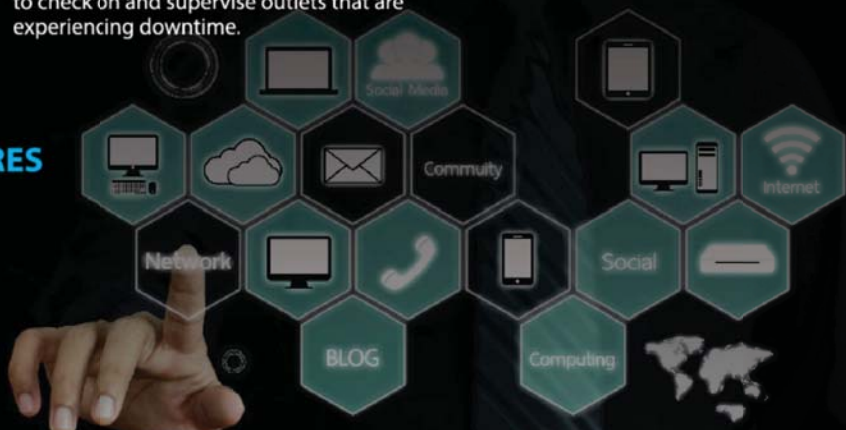 to check on and supervise outlets that are
experiencing downtime.
Social Media
RES
Commuity
Internet
Network
Social
BLOG
Computing